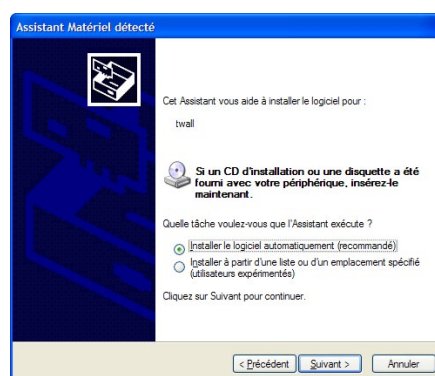 Assistant Matériel détecté
Cet Assistant vous aide à installer le logiciel pour :
twall
Si un CD d'installation ou une disquette a été
fourni avec votre périphérique, insérez-le
maintenant.
Quelle tâche voulez-vous que l'Assistant exécute ?
Installer le logiciel automatiquement (recommandé)
Installer à partir d'une liste ou d'un emplacement spécifié
(utilisateurs expérimentés)
Cliquez sur Suivant pour continuer.
< Précédent
Suivant >
Annuler